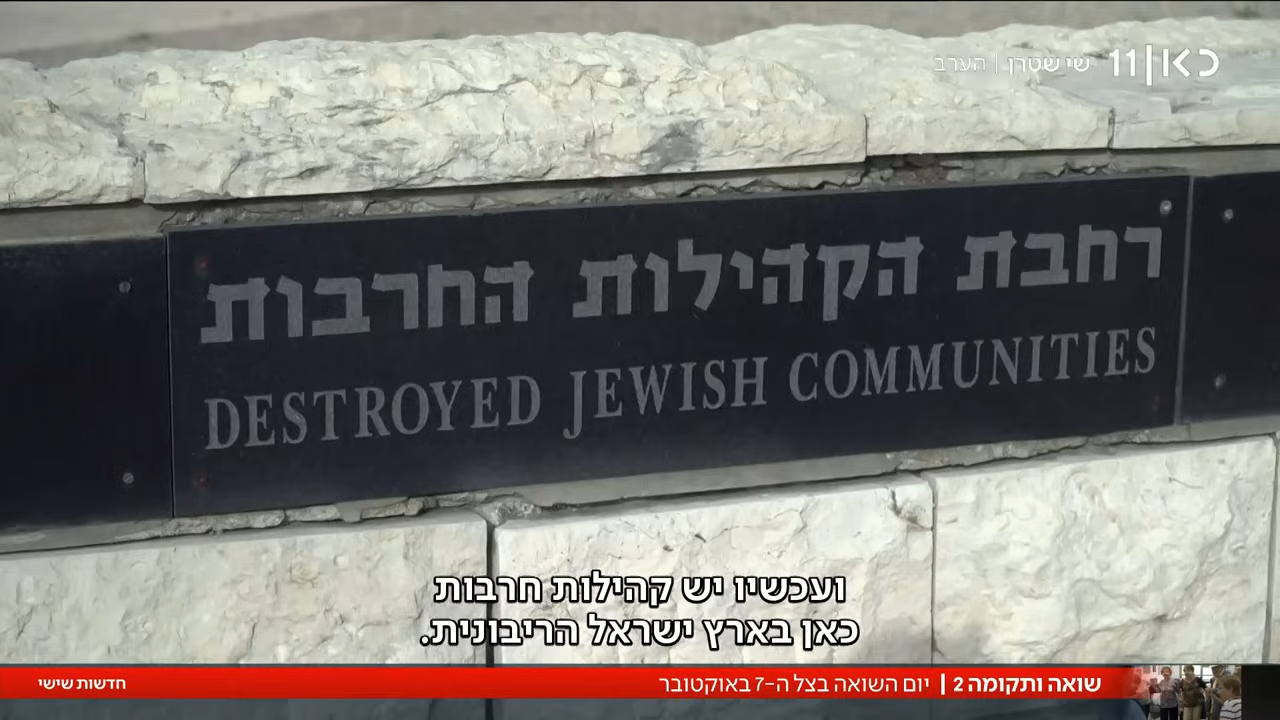 כאן|11 שי שטרן | הערב
רחבת הקהילות החרבות
DESTROYED JEWISH COMMUNITIES
ועכשיו יש קהילות חרבות
כאן בארץ ישראל הריבונית.
שואה ותקומה 2 | יום השואה בצל ה-7 באוקטובר
חדשות שישי